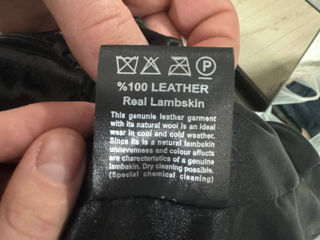 %100 LEATHER
Real Lambskin
This genunie leather garment
with its natural wool is an ideal
wear in cool and cold weather.
Since its is a natural lambskin
unnevenness and colour effects
are characteristics of a genuine
lambskin. Dry cleaning possible.
(Special chemical cleaning)